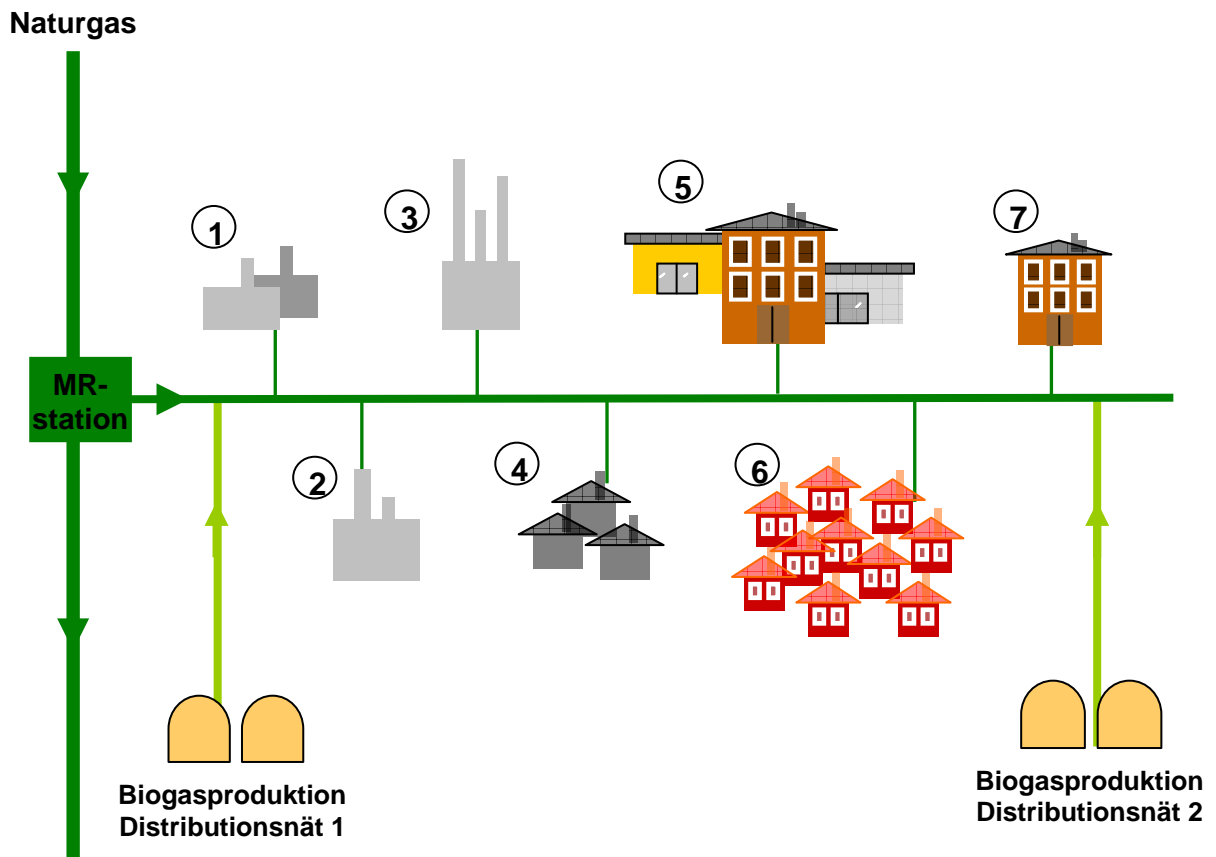 Naturgas
1
3
5
7
MR-
station
2
4
6
Biogasproduktion
Distributionsnät 1
Biogasproduktion
Distributionsnät 2